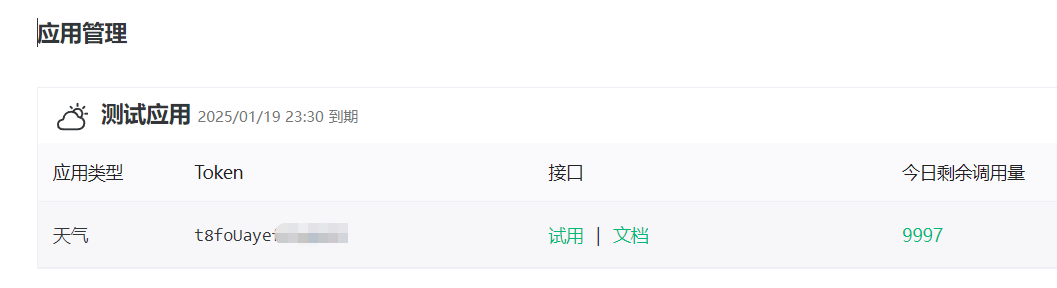 应用管理
测试应用 2025/01/19 23:30 到期
应用类型 Token 接口 今日剩余调用量
天气 t8foUaye 试用 | 文档 9997